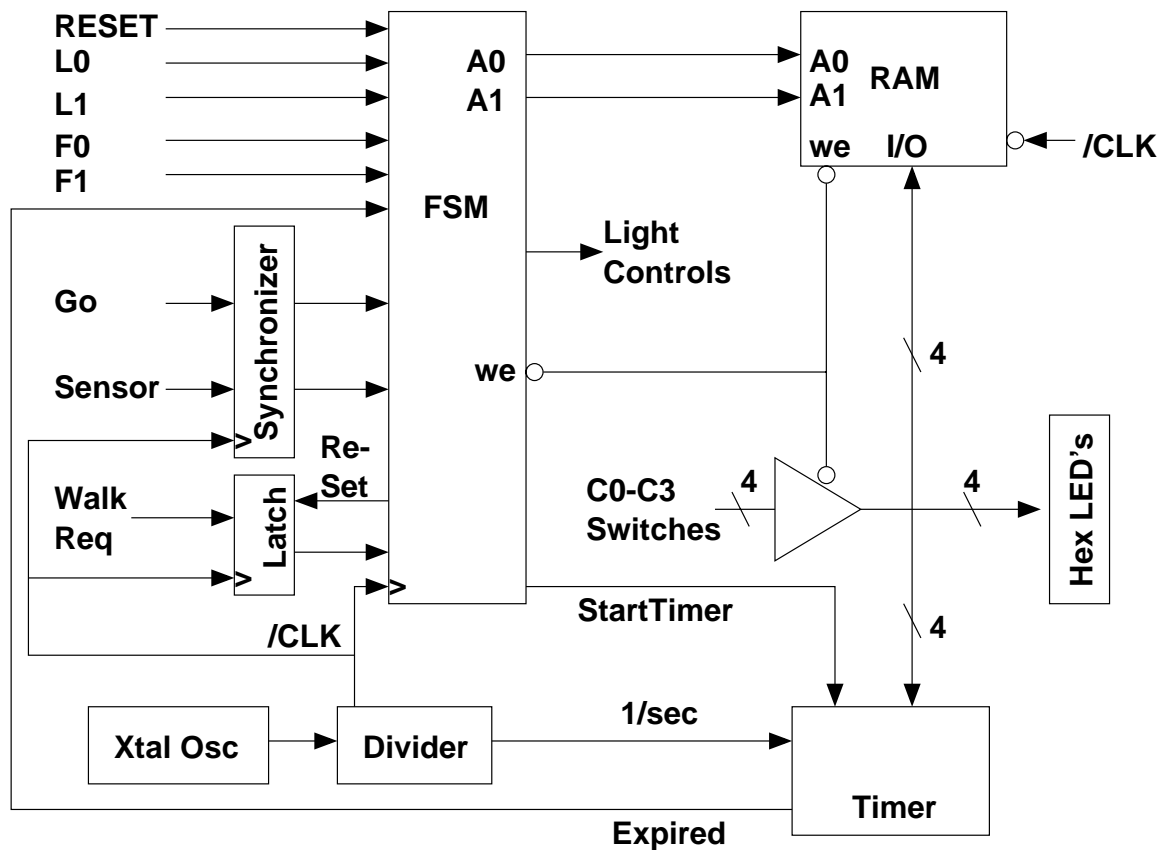 RESET
L0
L1
F0
F1
A0
A1
A0
A1
RAM
we
I/O
/CLK
FSM
Light
Controls
Go
Sensor
Synchronizer
>
we
4
Re-
Set
Walk
Req
Latch
>
>
C0-C3
Switches
4
4
Hex LED's
StartTimer
4
/CLK
1/sec
Xtal Osc
Divider
Timer
Expired